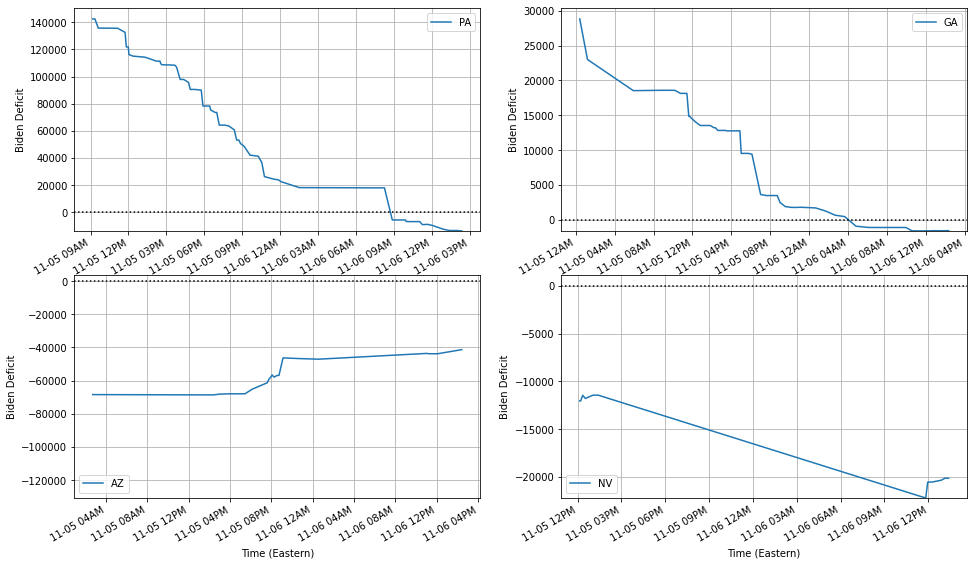 PA
Biden Deficit
140000
120000
100000
80000
60000
40000
20000
0
11-05 09AM
11-05 12PM
11-05 03PM
11-05 06PM
11-05 09PM
11-06 12AM
11-06 03AM
11-06 06AM
11-06 09AM
11-06 12PM
11-06 03PM
GA
Biden Deficit
30000
25000
20000
15000
10000
5000
0
11-05 12AM
11-05 04AM
11-05 08AM
11-05 12PM
11-05 04PM
11-05 08PM
11-06 12AM
11-06 04AM
11-06 08AM
11-06 12PM
11-06 04PM
Biden Deficit
0
−20000
−40000
−60000
−80000
−100000
−120000
AZ
11-05 04AM
11-05 08AM
11-05 12PM
11-05 04PM
11-05 08PM
11-06 12AM
11-06 04AM
11-06 08AM
11-06 12PM
11-06 04PM
Time (Eastern)
Biden Deficit
0
−5000
−10000
−15000
−20000
NV
11-05 12PM
11-05 03PM
11-05 06PM
11-05 09PM
11-06 12AM
11-06 03AM
11-06 06AM
11-06 09AM
11-06 12PM
Time (Eastern)